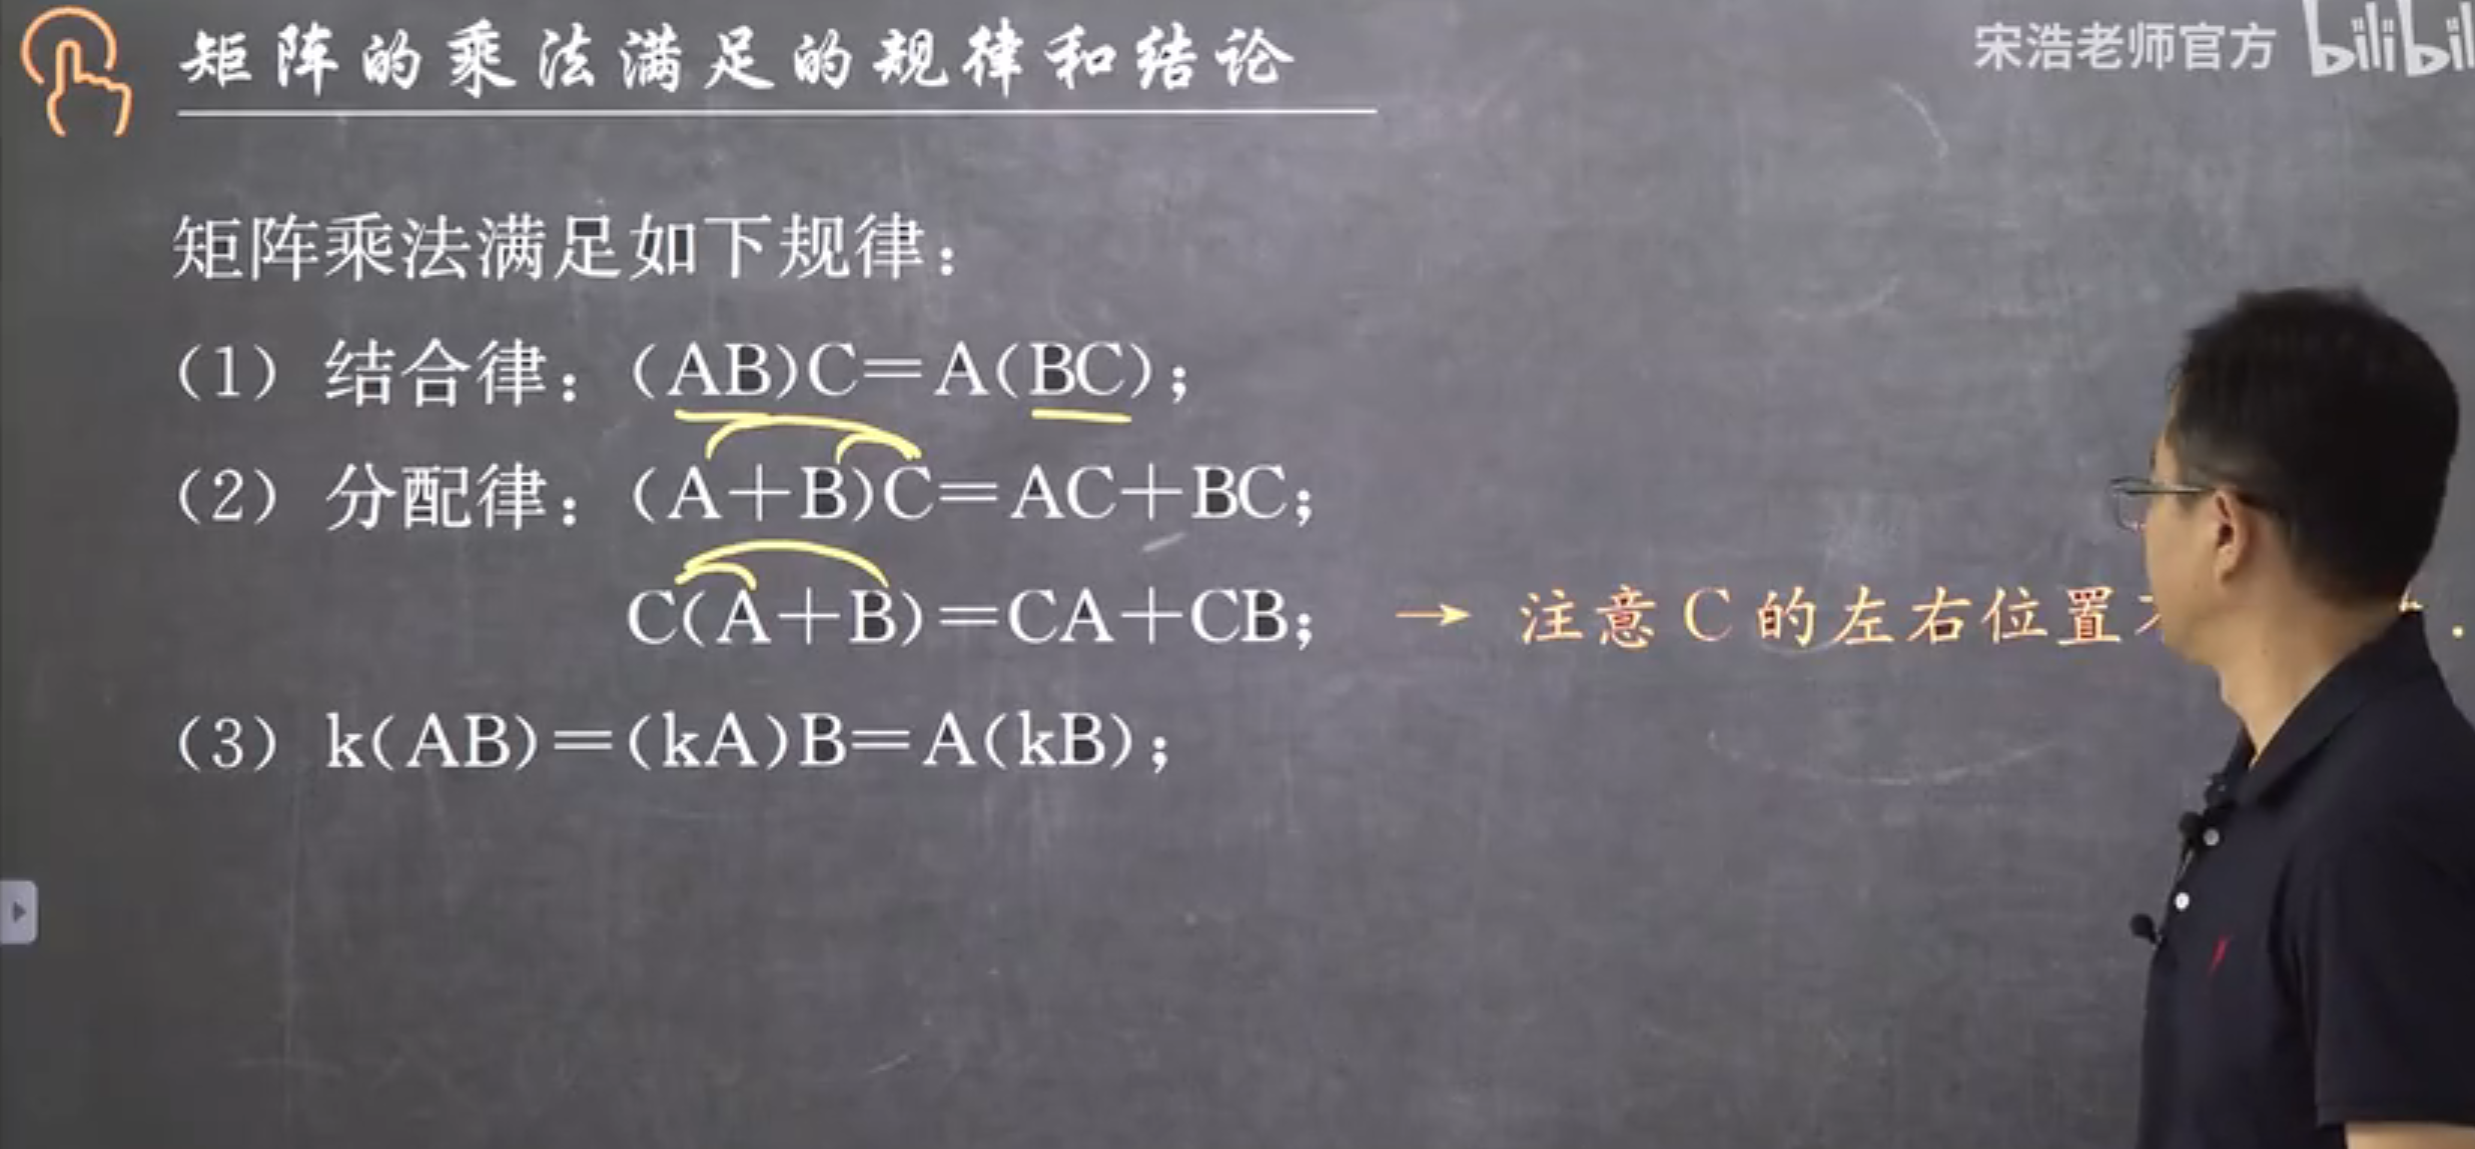 矩阵的乘法满足的规律和结论
宋浩老师官方 bilibil
矩阵乘法满足如下规律：
（1）结合律：（AB)C=A(BC)；
（2）分配律：（A+B)C=AC+BC；
C(A+B)=CA+CB； → 注意C的左右位置
（3）k(AB)=(kA)B=A(kB)；